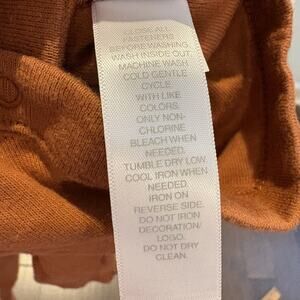 CLOSE ALL
FASTENERS
BEFORE WASHING.
WASH INSIDE OUT.
MACHINE WASH
COLD GENTLE
CYCLE.
WITH LIKE
COLORS.
ONLY NON-
CHLORINE
BLEACH WHEN
NEEDED.
TUMBLE DRY LOW.
COOL IRON WHEN
NEEDED.
IRON ON
REVERSE SIDE.
DO NOT IRON
DECORATION/
LOGO.
DO NOT DRY
CLEAN.